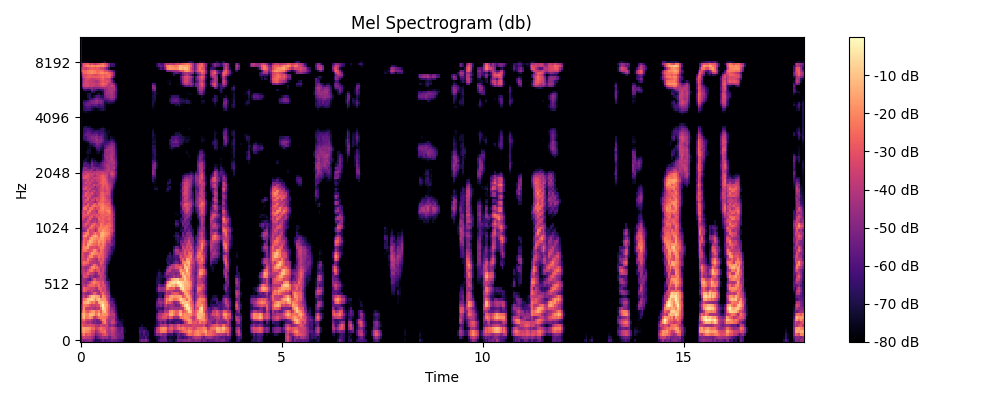 Mel Spectrogram (db)
8192
4096
2048
1024
512
0
Hz
0 5 10 15
Time
-10 dB
-20 dB
-30 dB
-40 dB
-50 dB
-60 dB
-70 dB
-80 dB